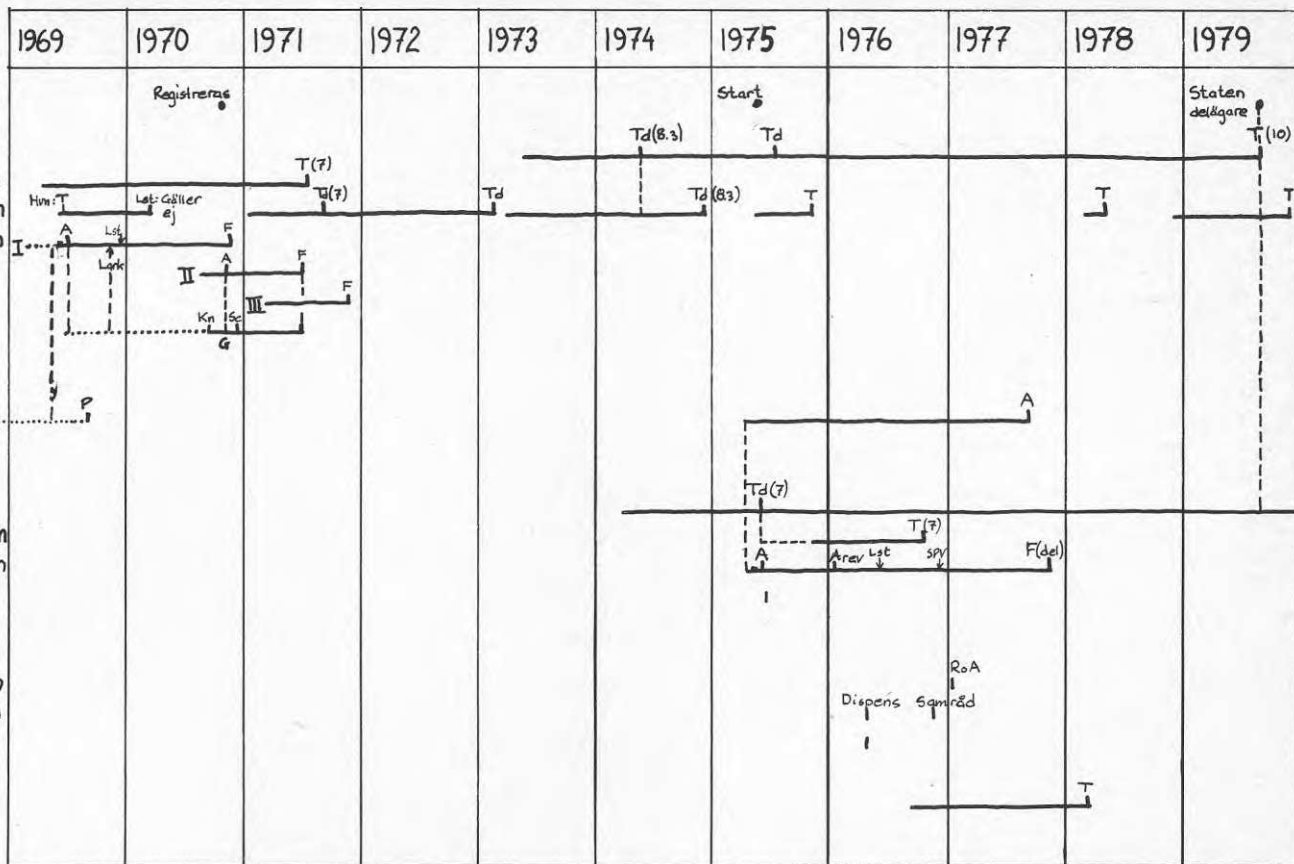 1969 1970 1971 1972 1973 1974 1975 1976 1977 1978 1979
Registreras Start Staten
delägare
Td(8.3) Td T(10)
T(7)
Hvn: T Lst: Gäller Td(7) Td Td(8.3) T T T
ej
I A Lst F
Lark
II A F
III F
Kn Sc
G
P A
Td(7)
T(7)
A A rev Lst SPV F(del)
RoA
Dispens Samråd
T